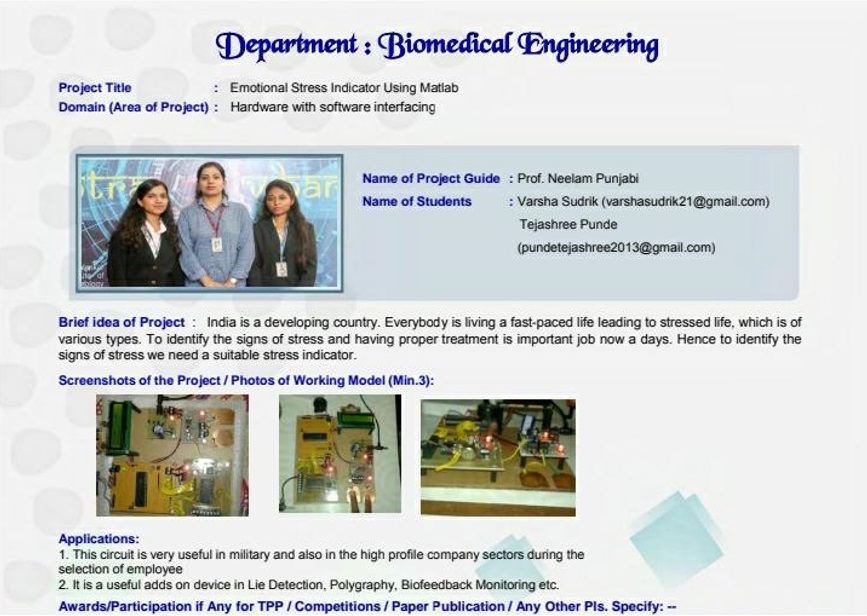 Department : Biomedical Engineering
Project Title : Emotional Stress Indicator Using Matlab
Domain (Area of Project) : Hardware with software interfacing
Name of Project Guide : Prof. Neelam Punjabi
Name of Students : Varsha Sudrik (varshasudrik21@gmail.com)
Tejashree Punde
(pundetejashree2013@gmail.com)
Brief idea of Project : India is a developing country. Everybody is living a fast-paced life leading to stressed life, which is of
various types. To identify the signs of stress and having proper treatment is important job now a days. Hence to identify the
signs of stress we need a suitable stress indicator.
Screenshots of the Project / Photos of Working Model (Min.3):
Applications:
1. This circuit is very useful in military and also in the high profile company sectors during the
selection of employee
2. It is a useful adds on device in Lie Detection, Polygraphy, Biofeedback Monitoring etc.
Awards/Participation if Any for TPP / Competitions / Paper Publication / Any Other Pls. Specify: --